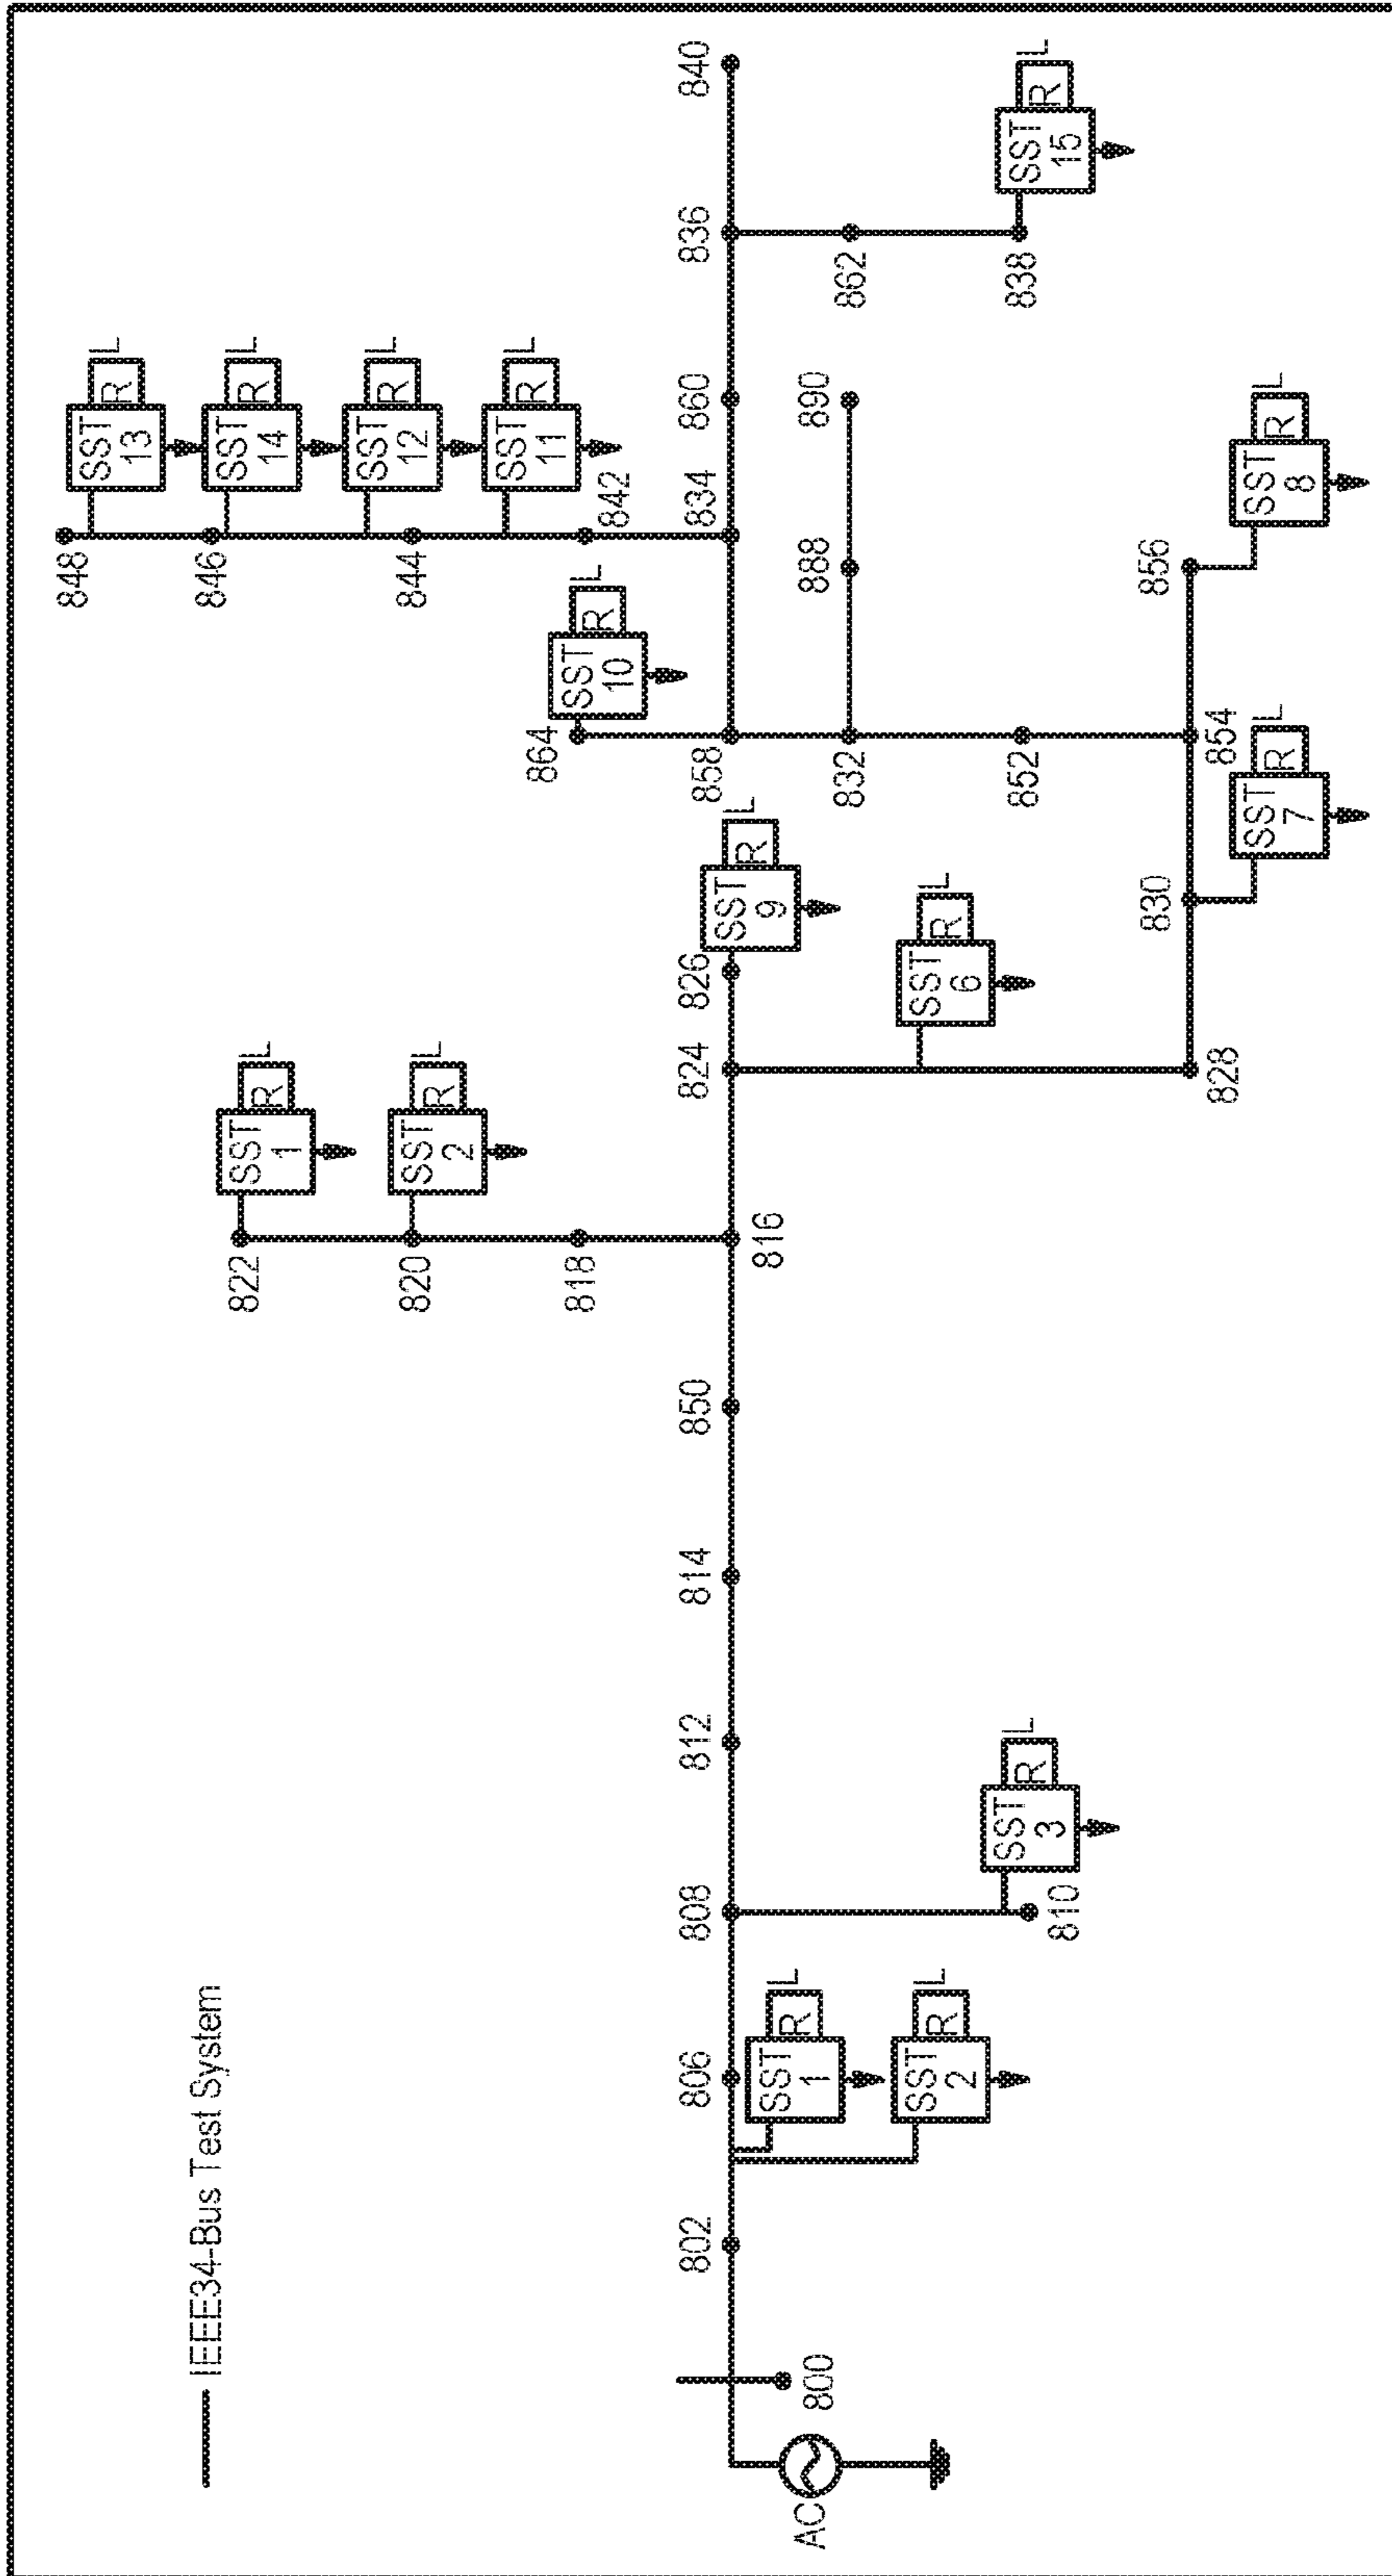 IEEE34-Bus Test System
848
SST
13
R
L
846
SST
14
R
L
844
SST
12
R
L
842
SST
11
R
L
864
SST
10
R
L
822
SST
1
R
L
820
SST
2
R
L
818
AC
800
802
806
SST
1
R
L
SST
2
R
L
808
810
SST
3
R
L
812
814
850
816
824
826
SST
9
R
L
SST
6
R
L
828
830
SST
7
R
L
854
856
SST
8
R
L
852
832
888
890
858
834
860
836
840
862
838
SST
15
R
L